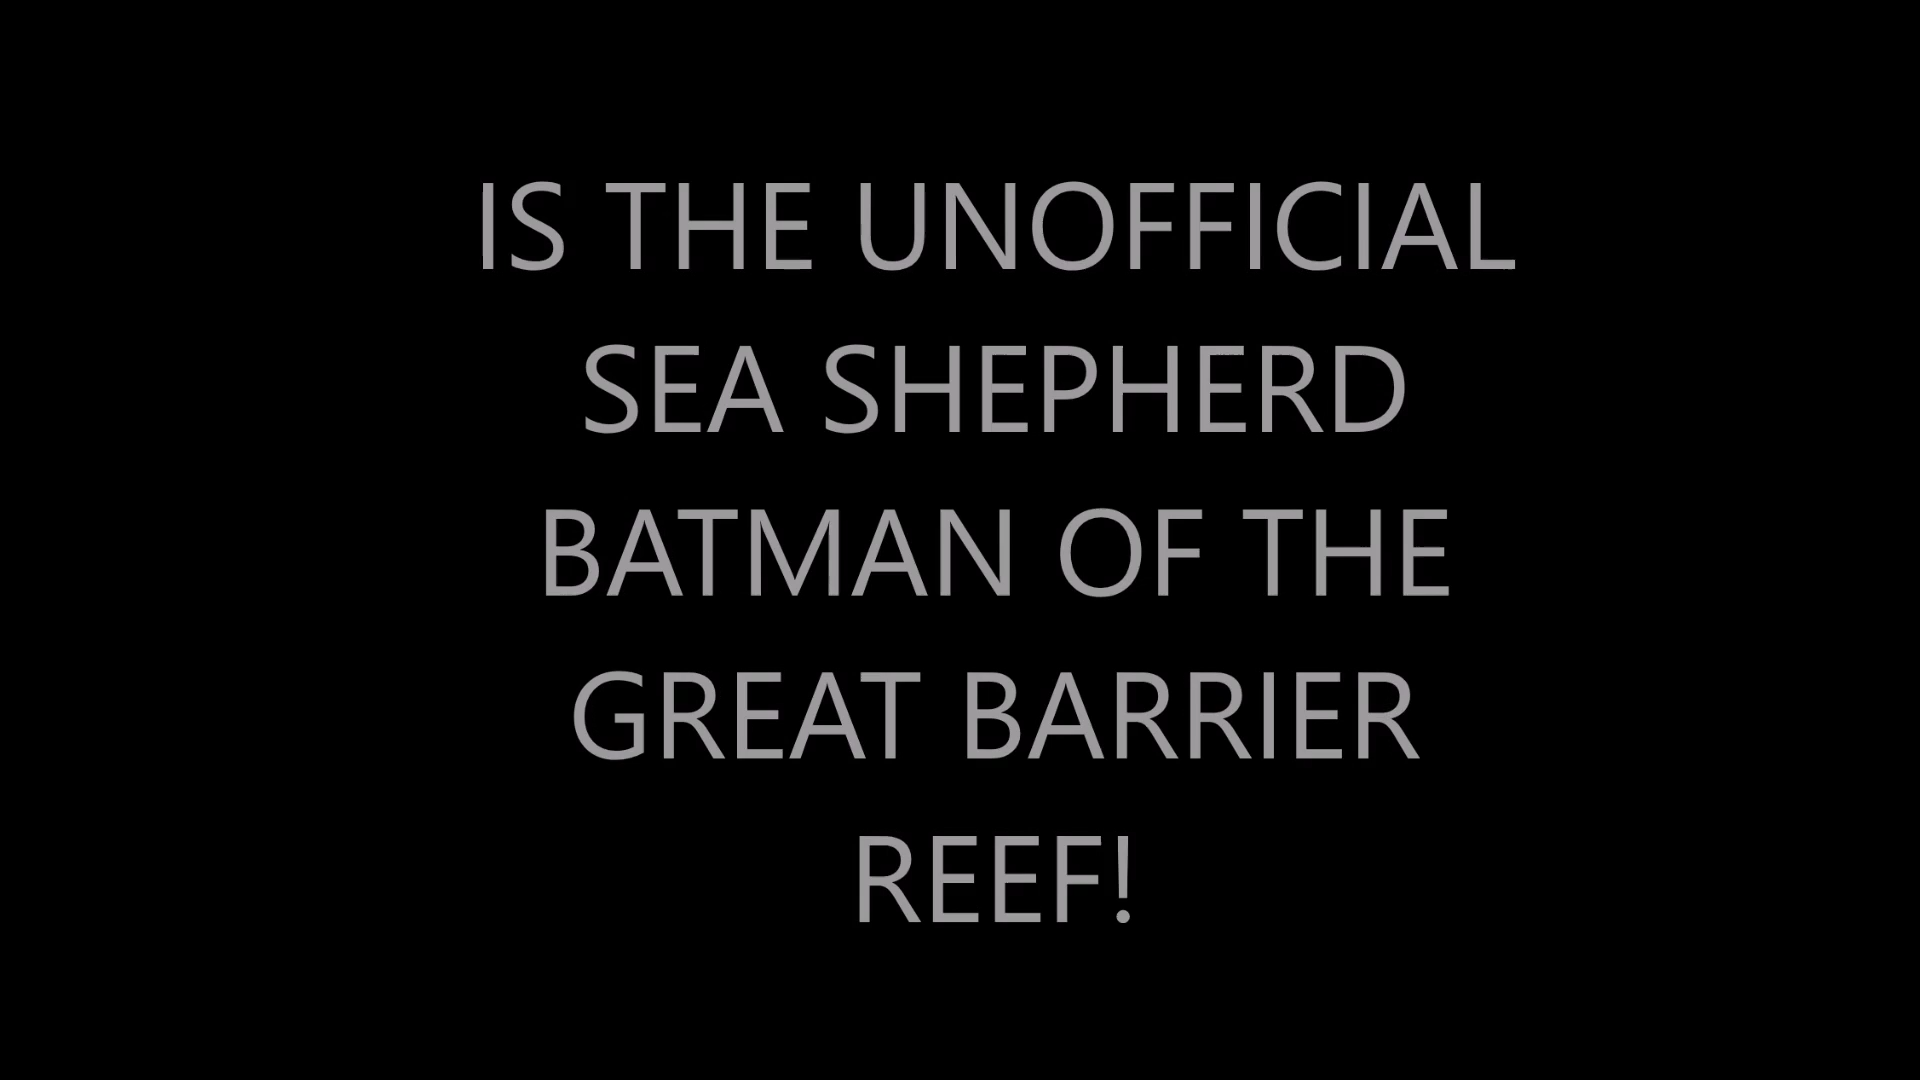 IS THE UNOFFICIAL
SEA SHEPHERD
BATMAN OF THE
GREAT BARRIER
REEF!